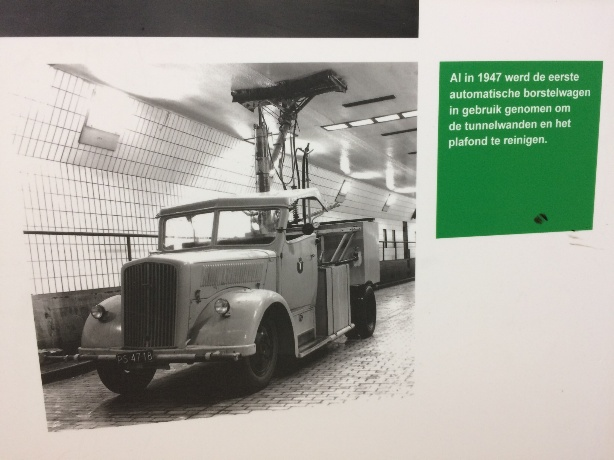 Al in 1947 werd de eerste
automatische borstelwagen
in gebruik genomen om
de tunnelwanden en het
plafond te reinigen.